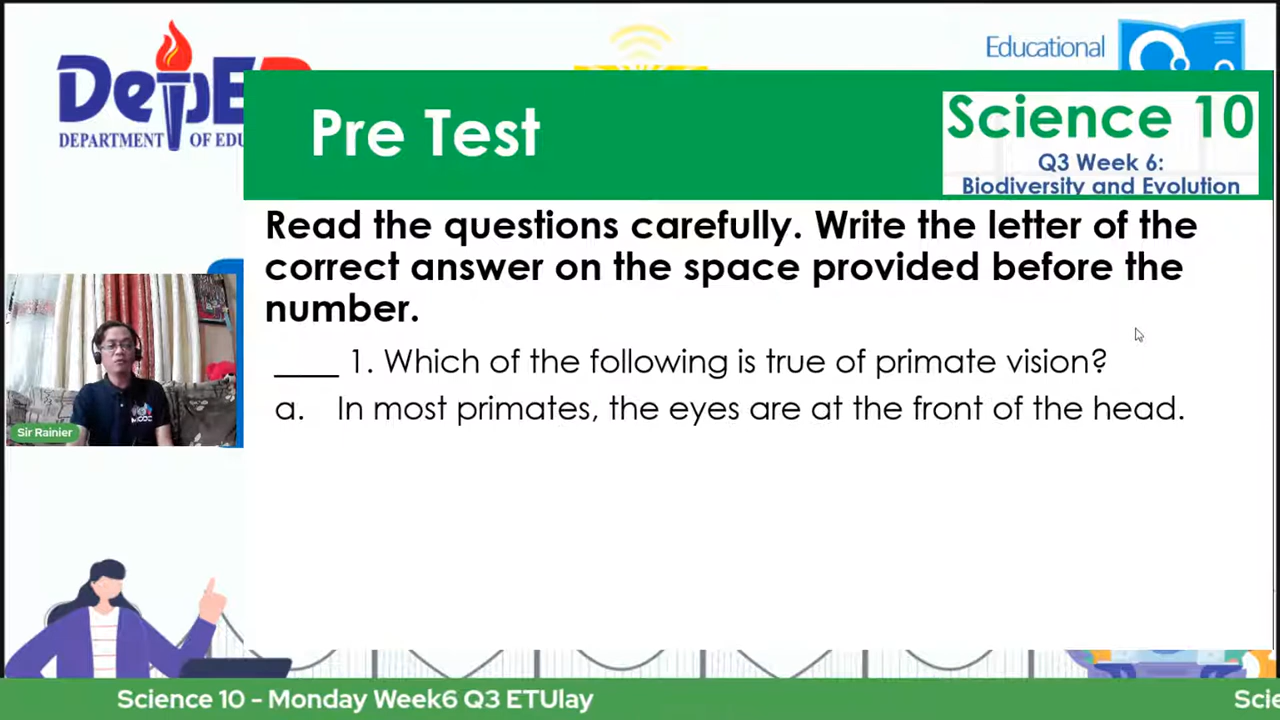 DepED
DEPARTMENT OF EDU
Educational
Pre Test
Science 10
Q3 Week 6:
Biodiversity and Evolution
Read the questions carefully. Write the letter of the
correct answer on the space provided before the
number.
____ 1. Which of the following is true of primate vision?
a. In most primates, the eyes are at the front of the head.
Sir Rainier
Science 10 - Monday Week6 Q3 ETUlay
Scie